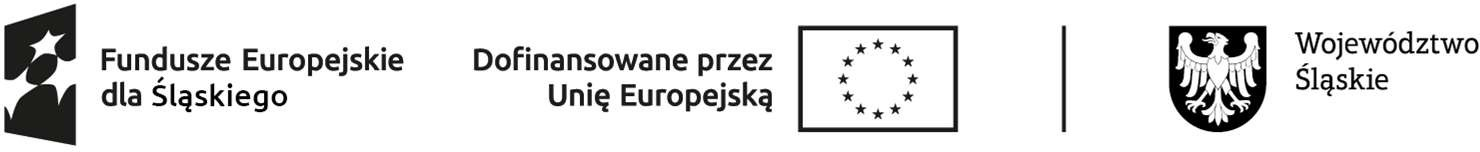 Fundusze Europejskie
dla Śląskiego
Dofinansowane przez
Unię Europejską
Województwo
Śląskie